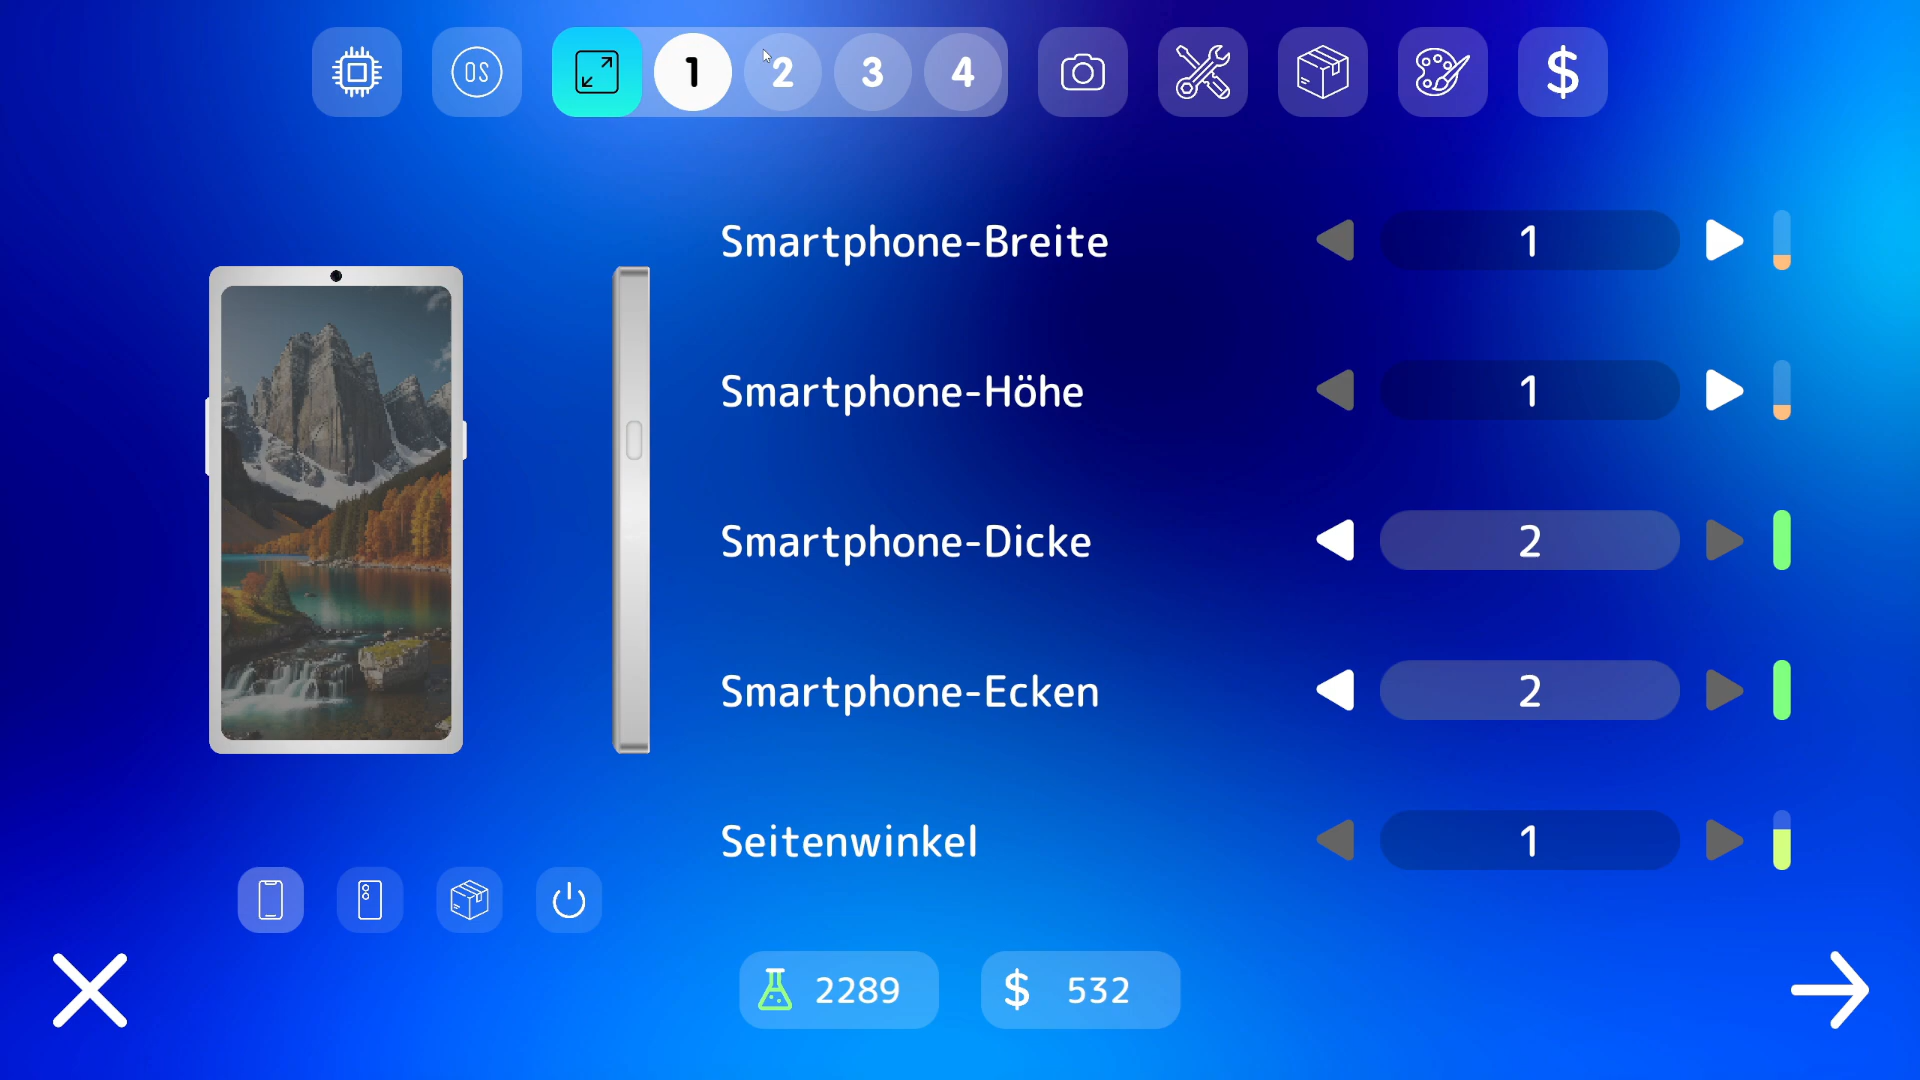 OS 1 2 3 4 $
Smartphone-Breite 1
Smartphone-Höhe 1
Smartphone-Dicke 2
Smartphone-Ecken 2
Seitenwinkel 1
2289 $ 532